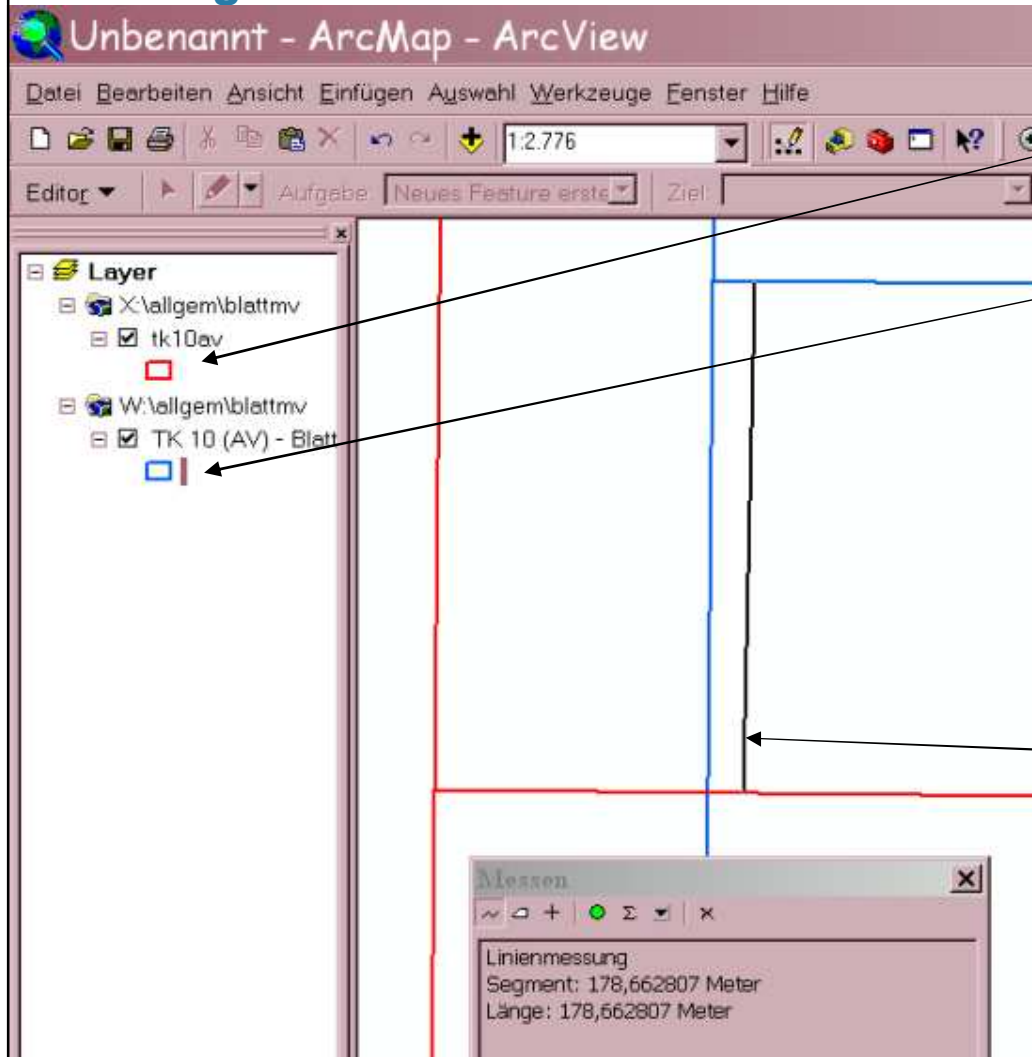 Unbenannt - ArcMap - ArcView
Datei Bearbeiten Ansicht Einfügen Auswahl Werkzeuge Fenster Hilfe
1:2.776
Editor Aufgabe: Neues Feature erste Ziel:
Layer
X:\allgem\blattmv
tk10av
W:\allgem\blattmv
TK 10 (AV) - Blatt
Messen
Linienmessung
Segment: 178,662807 Meter
Länge: 178,662807 Meter